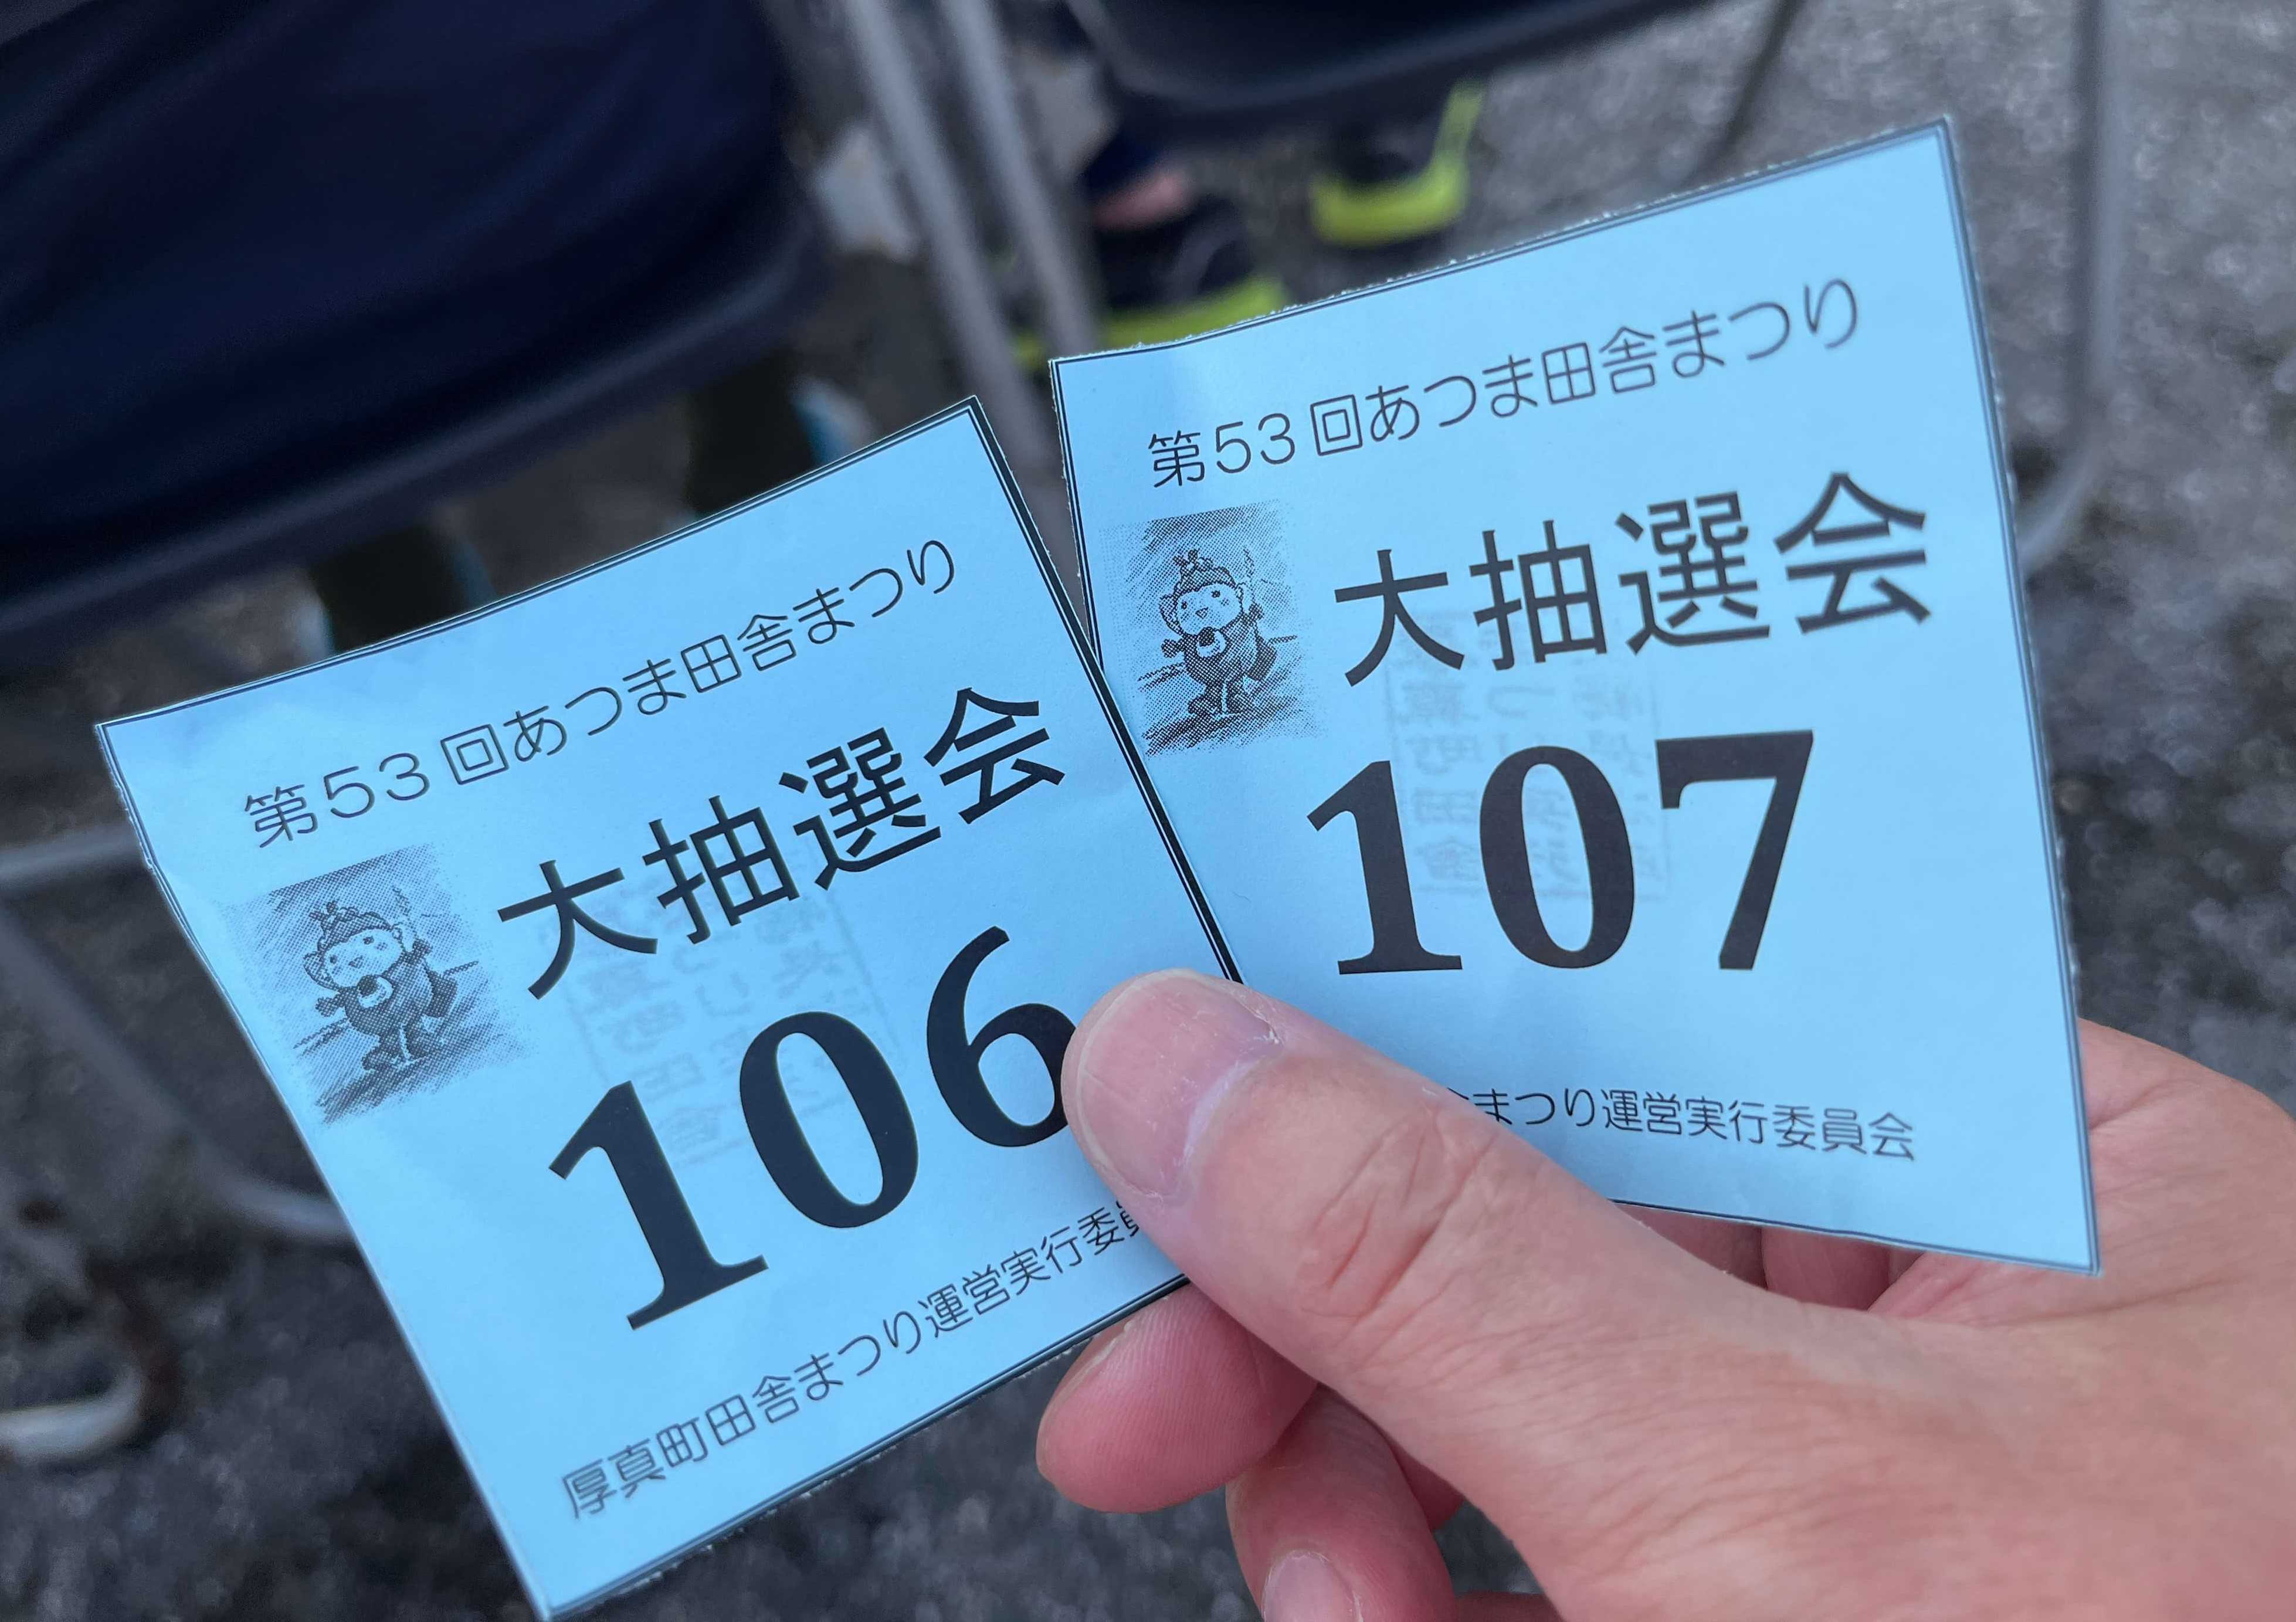 第53回あつま田舎まつり
大抽選会
106
厚真町田舎まつり運営実行委員
第53回あつま田舎まつり
大抽選会
107
まつり運営実行委員会